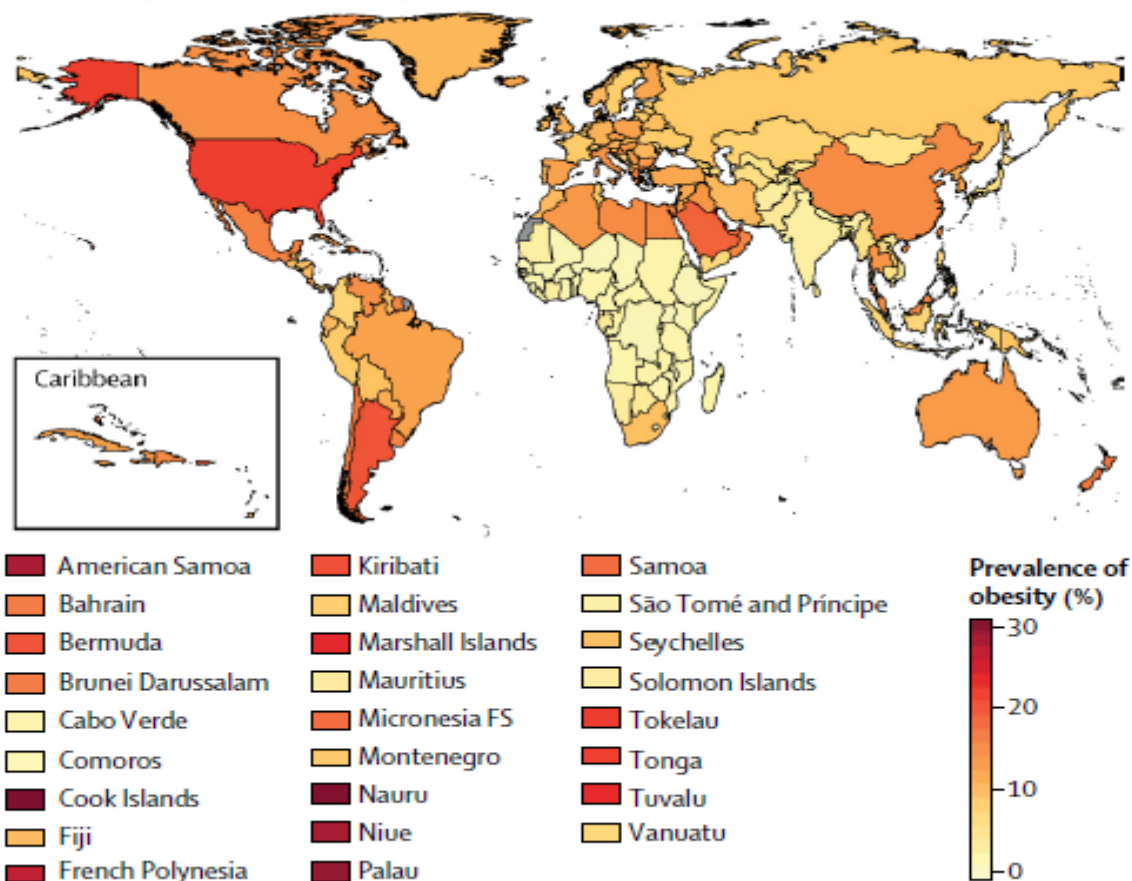 Caribbean
American Samoa
Bahrain
Bermuda
Brunei Darussalam
Cabo Verde
Comoros
Cook Islands
Fiji
French Polynesia
Kiribati
Maldives
Marshall Islands
Mauritius
Micronesia FS
Montenegro
Nauru
Niue
Palau
Samoa
São Tomé and Príncipe
Seychelles
Solomon Islands
Tokelau
Tonga
Tuvalu
Vanuatu
Prevalence of
obesity (%)
30
20
10
0